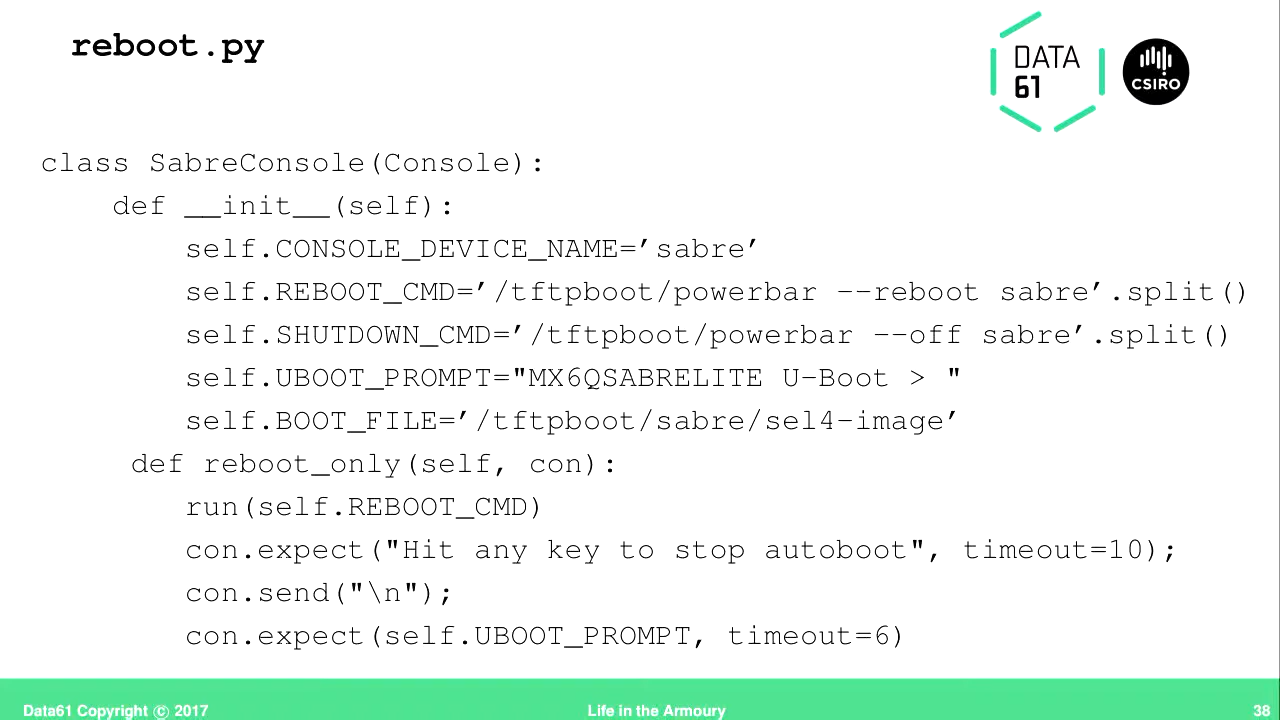 reboot.py
DATA
61
CSIRO
class SabreConsole(Console):
    def __init__(self):
        self.CONSOLE_DEVICE_NAME=’sabre’
        self.REBOOT_CMD=’/tftpboot/powerbar --reboot sabre’.split()
        self.SHUTDOWN_CMD=’/tftpboot/powerbar --off sabre’.split()
        self.UBOOT_PROMPT="MX6QSABRELITE U-Boot > "
        self.BOOT_FILE=’/tftpboot/sabre/sel4-image’
     def reboot_only(self, con):
        run(self.REBOOT_CMD)
        con.expect("Hit any key to stop autoboot", timeout=10);
        con.send("\n");
        con.expect(self.UBOOT_PROMPT, timeout=6)
Data61 Copyright © 2017 Life in the Armoury 38